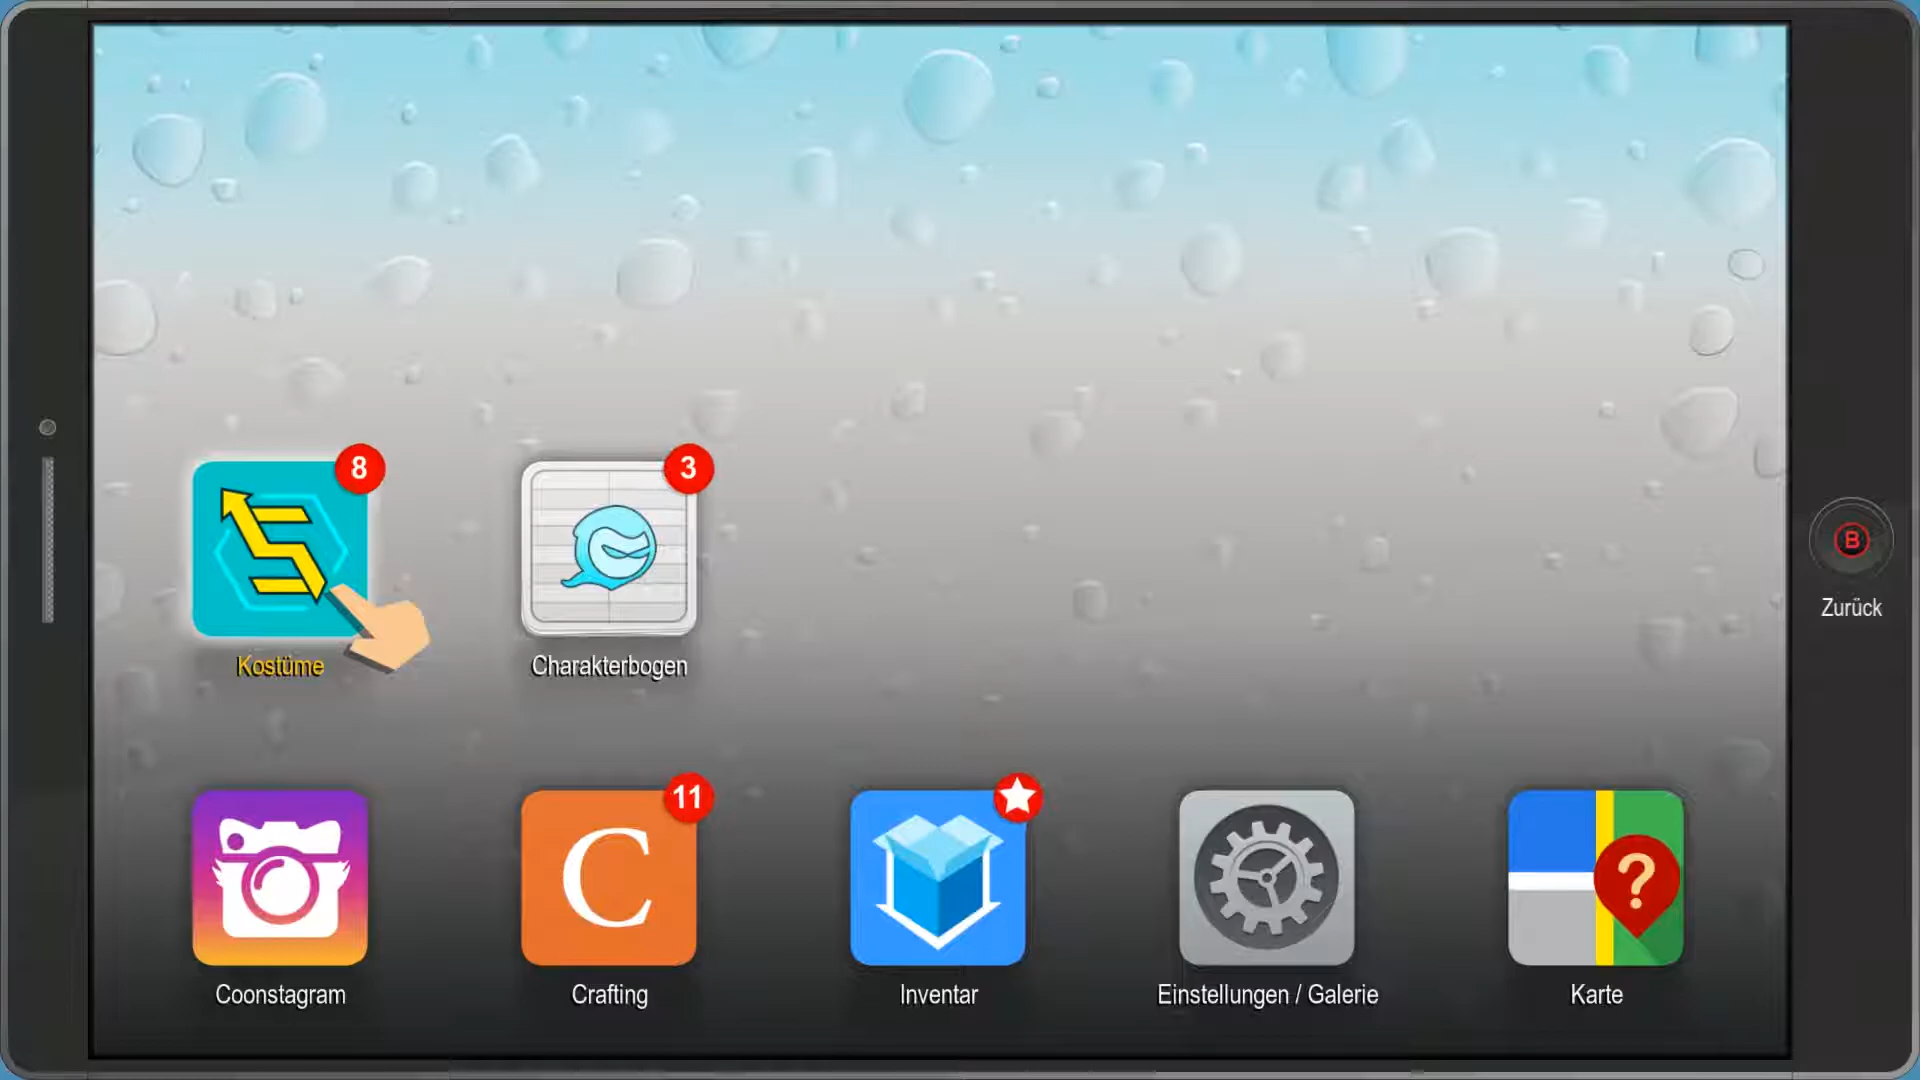 8
3
B
Zurück
Kostüme
Charakterbogen
11
C
?
Coonstagram
Crafting
Inventar
Einstellungen / Galerie
Karte